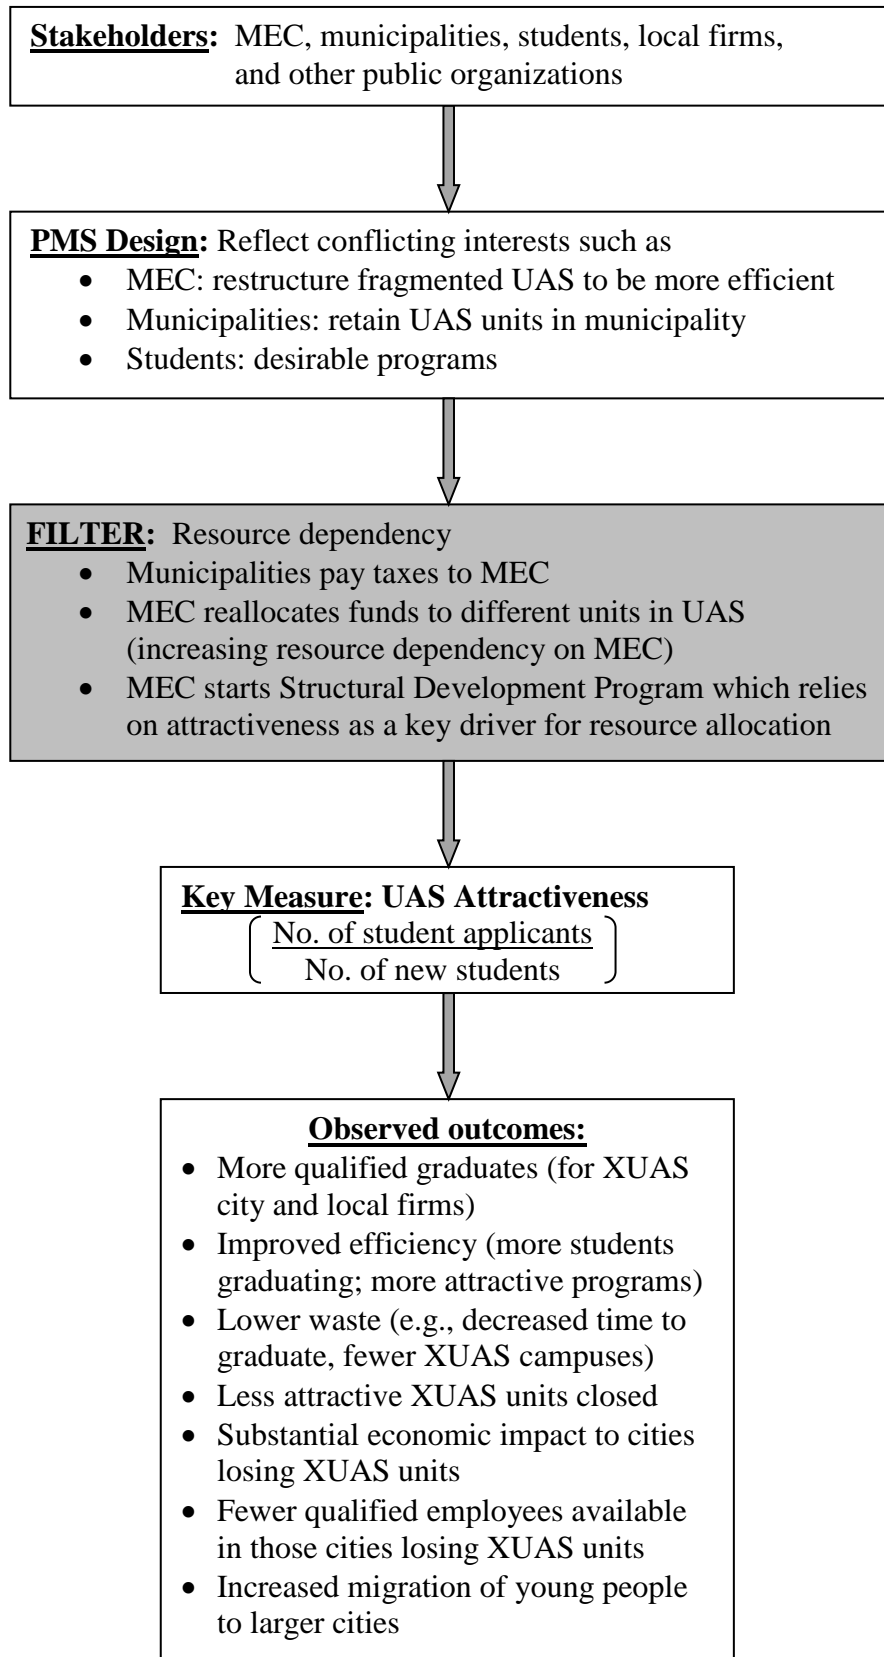 Stakeholders: MEC, municipalities, students, local firms,
and other public organizations
PMS Design: Reflect conflicting interests such as
• MEC: restructure fragmented UAS to be more efficient
• Municipalities: retain UAS units in municipality
• Students: desirable programs
FILTER: Resource dependency
• Municipalities pay taxes to MEC
• MEC reallocates funds to different units in UAS
(increasing resource dependency on MEC)
• MEC starts Structural Development Program which relies
on attractiveness as a key driver for resource allocation
Key Measure: UAS Attractiveness
No. of student applicants
No. of new students
Observed outcomes:
• More qualified graduates (for XUAS
city and local firms)
• Improved efficiency (more students
graduating; more attractive programs)
• Lower waste (e.g., decreased time to
graduate, fewer XUAS campuses)
• Less attractive XUAS units closed
• Substantial economic impact to cities
losing XUAS units
• Fewer qualified employees available
in those cities losing XUAS units
• Increased migration of young people
to larger cities